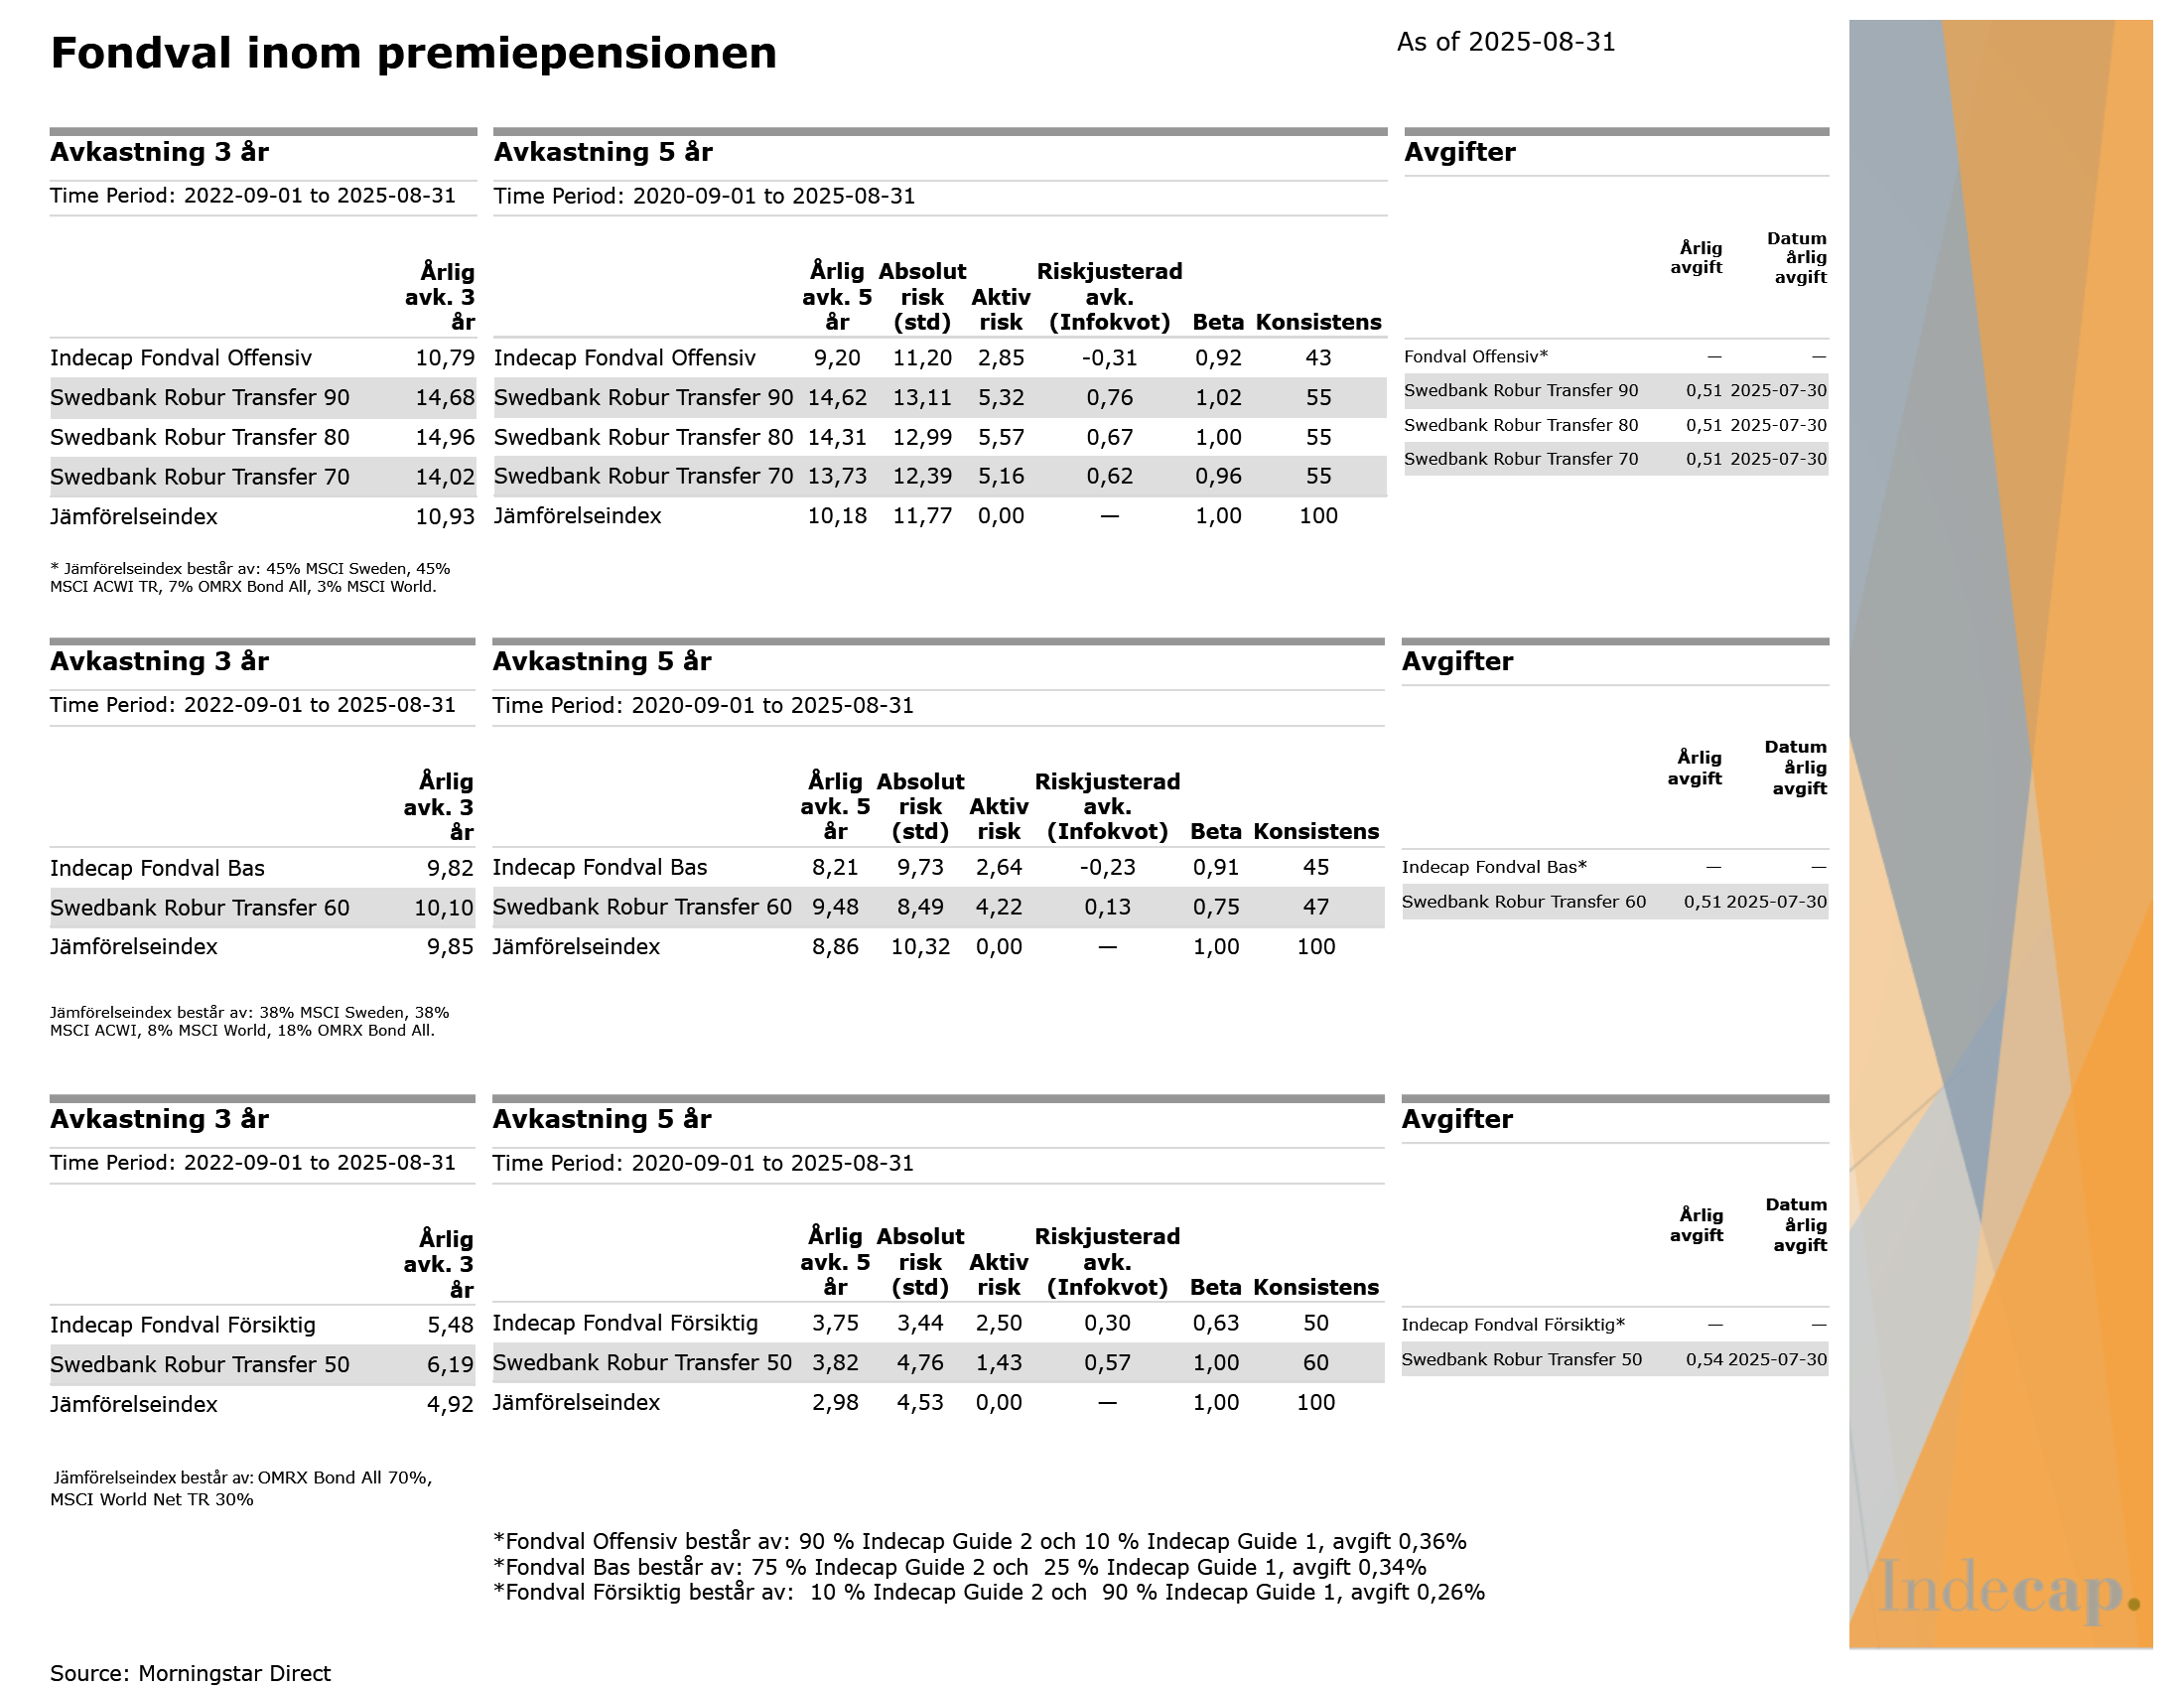 Fondval inom premiepensionen
As of 2025-08-31
Avkastning 3 år
Time Period: 2022-09-01 to 2025-08-31
Årlig
avk. 3
år
Indecap Fondval Offensiv 10,79
Swedbank Robur Transfer 90 14,68
Swedbank Robur Transfer 80 14,96
Swedbank Robur Transfer 70 14,02
Jämförelseindex 10,93
* Jämförelseindex består av: 45% MSCI Sweden, 45%
MSCI ACWI TR, 7% OMRX Bond All, 3% MSCI World.
Avkastning 5 år
Time Period: 2020-09-01 to 2025-08-31
Årlig Absolut Riskjusterad
avk. 5 risk Aktiv avk.
år (std) risk (Infokvot) Beta Konsistens
Indecap Fondval Offensiv 9,20 11,20 2,85 -0,31 0,92 43
Swedbank Robur Transfer 90 14,62 13,11 5,32 0,76 1,02 55
Swedbank Robur Transfer 80 14,31 12,99 5,57 0,67 1,00 55
Swedbank Robur Transfer 70 13,73 12,39 5,16 0,62 0,96 55
Jämförelseindex 10,18 11,77 0,00 — 1,00 100
Avgifter
Årlig
avgift
Datum
årlig
avgift
Fondval Offensiv* — —
Swedbank Robur Transfer 90 0,51 2025-07-30
Swedbank Robur Transfer 80 0,51 2025-07-30
Swedbank Robur Transfer 70 0,51 2025-07-30
Avkastning 3 år
Time Period: 2022-09-01 to 2025-08-31
Årlig
avk. 3
år
Indecap Fondval Bas 9,82
Swedbank Robur Transfer 60 10,10
Jämförelseindex 9,85
Jämförelseindex består av: 38% MSCI Sweden, 38%
MSCI ACWI, 8% MSCI World, 18% OMRX Bond All.
Avkastning 5 år
Time Period: 2020-09-01 to 2025-08-31
Årlig Absolut Riskjusterad
avk. 5 risk Aktiv avk.
år (std) risk (Infokvot) Beta Konsistens
Indecap Fondval Bas 8,21 9,73 2,64 -0,23 0,91 45
Swedbank Robur Transfer 60 9,48 8,49 4,22 0,13 0,75 47
Jämförelseindex 8,86 10,32 0,00 — 1,00 100
Avgifter
Årlig
avgift
Datum
årlig
avgift
Indecap Fondval Bas* — —
Swedbank Robur Transfer 60 0,51 2025-07-30
Avkastning 3 år
Time Period: 2022-09-01 to 2025-08-31
Årlig
avk. 3
år
Indecap Fondval Försiktig 5,48
Swedbank Robur Transfer 50 6,19
Jämförelseindex 4,92
Jämförelseindex består av: OMRX Bond All 70%,
MSCI World Net TR 30%
Avkastning 5 år
Time Period: 2020-09-01 to 2025-08-31
Årlig Absolut Riskjusterad
avk. 5 risk Aktiv avk.
år (std) risk (Infokvot) Beta Konsistens
Indecap Fondval Försiktig 3,75 3,44 2,50 0,30 0,63 50
Swedbank Robur Transfer 50 3,82 4,76 1,43 0,57 1,00 60
Jämförelseindex 2,98 4,53 0,00 — 1,00 100
Avgifter
Årlig
avgift
Datum
årlig
avgift
Indecap Fondval Försiktig* — —
Swedbank Robur Transfer 50 0,54 2025-07-30
*Fondval Offensiv består av: 90 % Indecap Guide 2 och 10 % Indecap Guide 1, avgift 0,36%
*Fondval Bas består av: 75 % Indecap Guide 2 och 25 % Indecap Guide 1, avgift 0,34%
*Fondval Försiktig består av: 10 % Indecap Guide 2 och 90 % Indecap Guide 1, avgift 0,26%
Indecap.
Source: Morningstar Direct